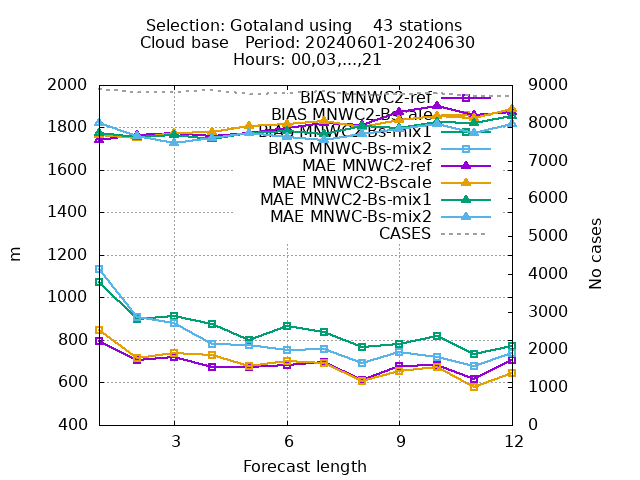 Selection: Gotaland using    43 stations
Cloud base   Period: 20240601-20240630
Hours: 00,03,...,21
2000
1800
1600
1400
1200
1000
800
600
400
9000
8000
7000
6000
5000
4000
3000
2000
1000
0
m
No cases
BIAS MNWC2-ref
BIAS MNWC2-Bscale
BIAS MNWC2-Bs-mix1
BIAS MNWC-Bs-mix2
MAE MNWC2-ref
MAE MNWC2-Bscale
MAE MNWC2-Bs-mix1
MAE MNWC-Bs-mix2
CASES
3
6
9
12
Forecast length